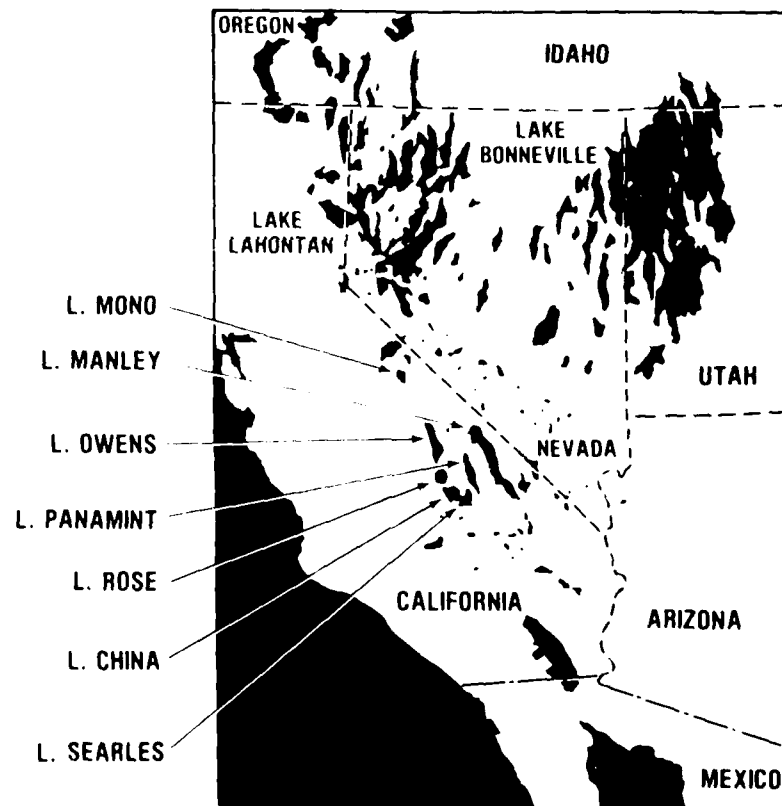 OREGON
IDAHO
LAKE
BONNEVILLE
LAKE
LAHONTAN
L. MONO
L. MANLEY
UTAH
L. OWENS
NEVADA
L. PANAMINT
L. ROSE
CALIFORNIA
ARIZONA
L. CHINA
L. SEARLES
MEXICO